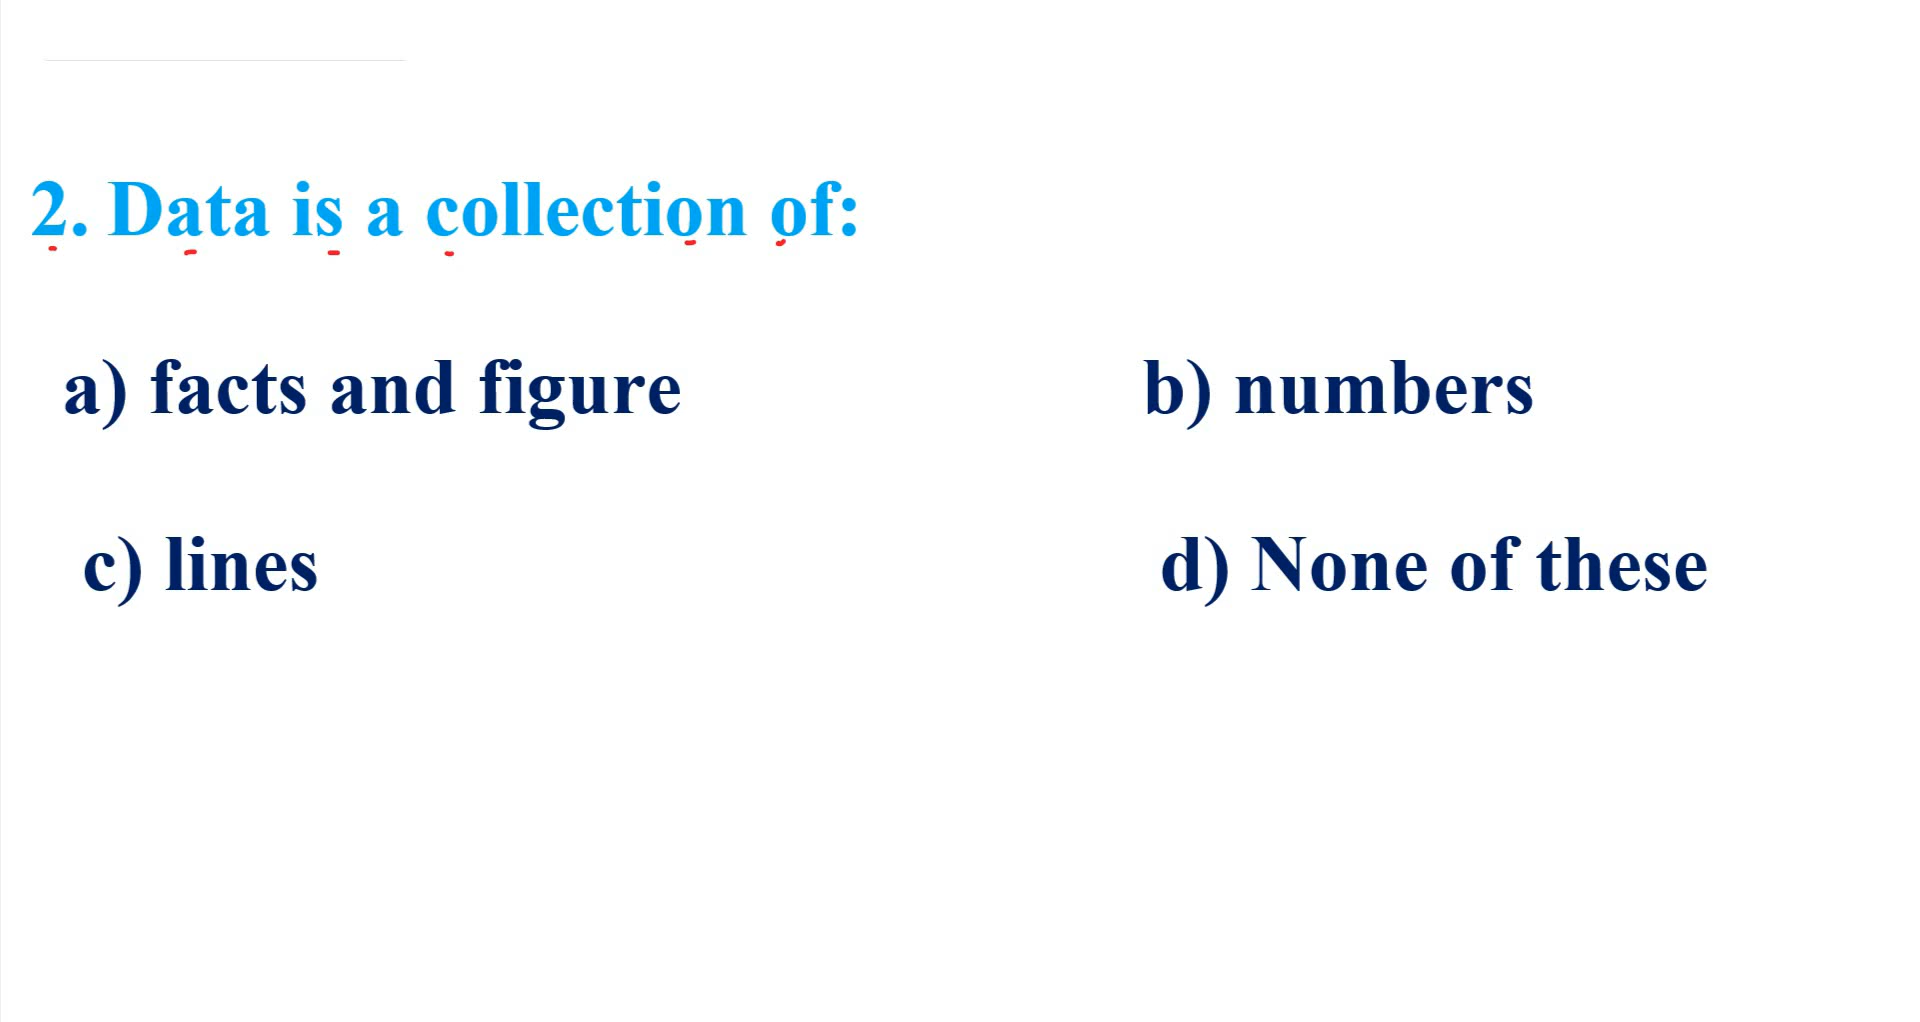 2. Data is a collection of:
a) facts and figure b) numbers
c) lines d) None of these